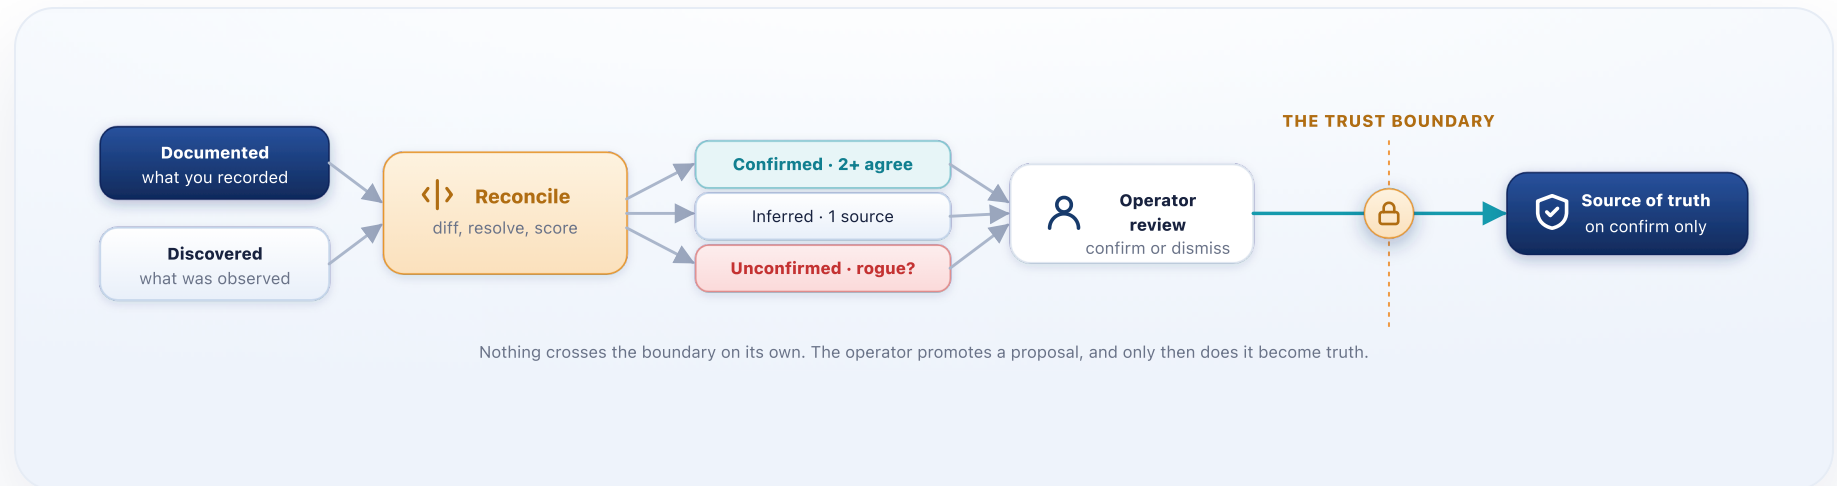 THE TRUST BOUNDARY
Documented
what you recorded
Discovered
what was observed
Reconcile
diff, resolve, score
Confirmed · 2+ agree
Inferred · 1 source
Unconfirmed · rogue?
Operator
review
confirm or dismiss
Source of truth
on confirm only
Nothing crosses the boundary on its own. The operator promotes a proposal, and only then does it become truth.